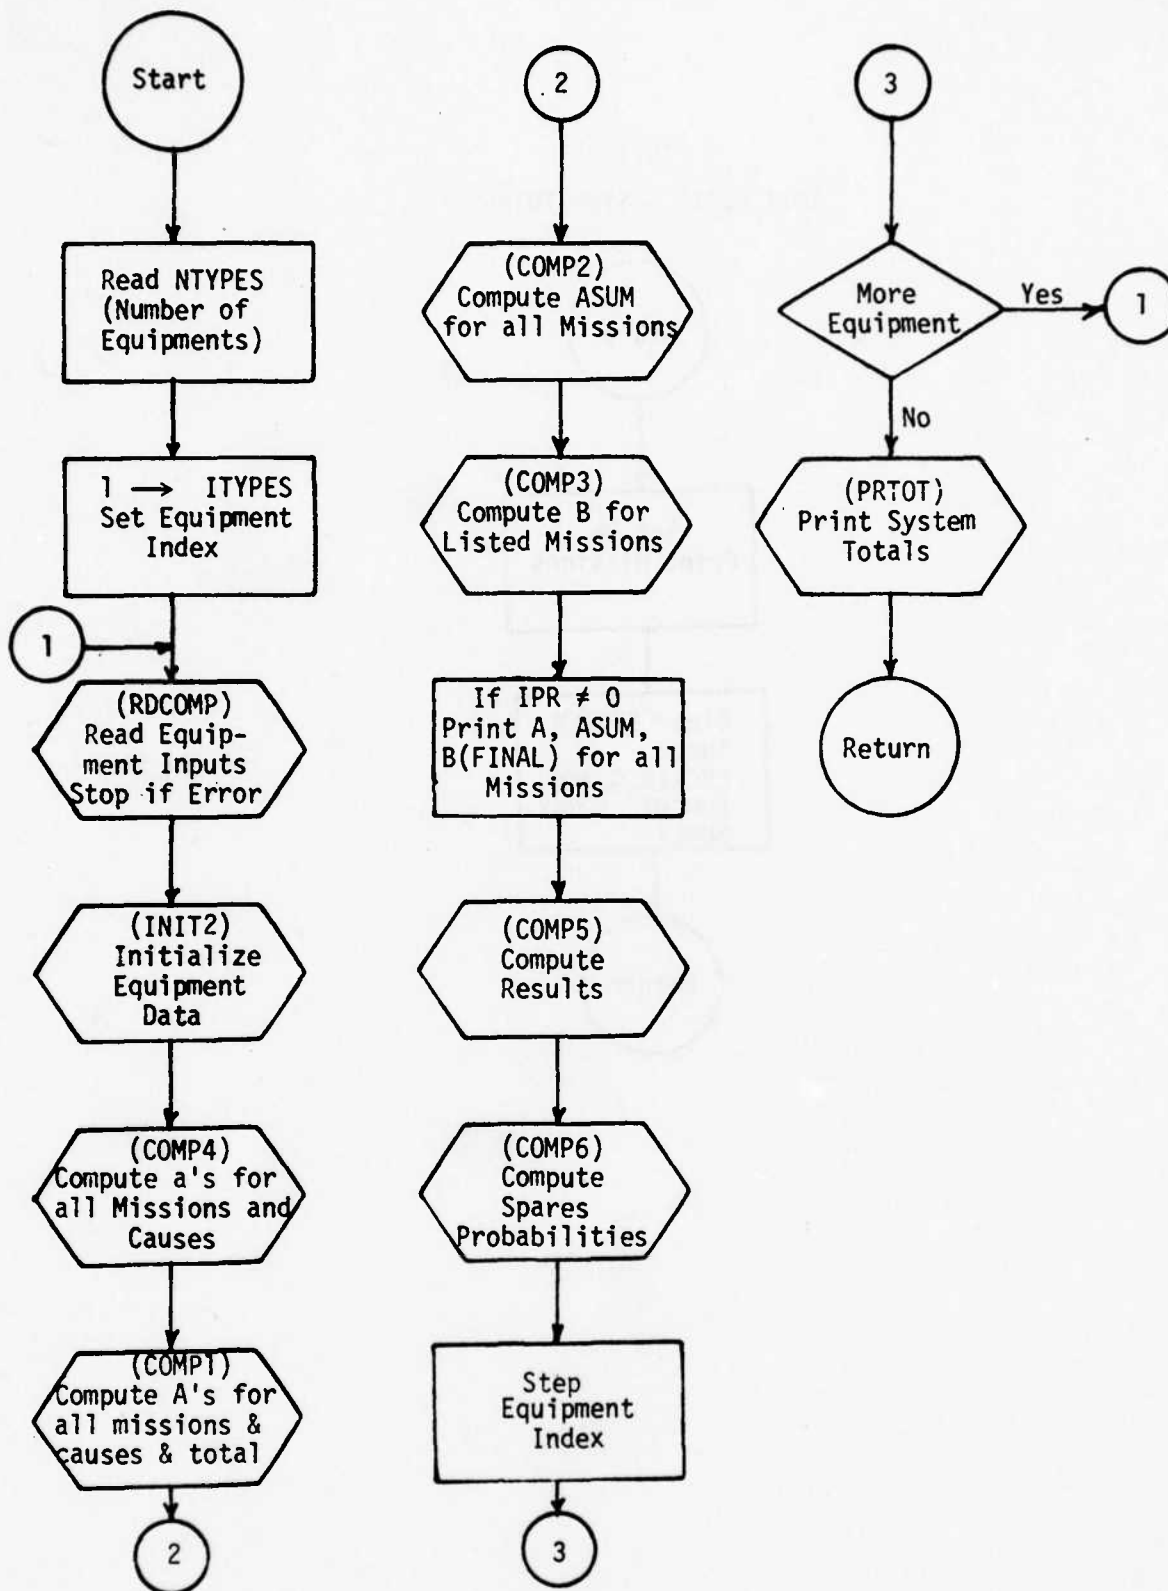 Start
Read NTYPES
(Number of
Equipments)
1 → ITYPES
Set Equipment
Index
1
(RDCOMP)
Read Equip-
ment Inputs
Stop if Error
(INIT2)
Initialize
Equipment
Data
(COMP4)
Compute a's for
all Missions and
Causes
(COMP1)
Compute A's for
all missions &
causes & total
2
2
(COMP2)
Compute ASUM
for all Missions
(COMP3)
Compute B for
Listed Missions
If IPR ≠ 0
Print A, ASUM,
B(FINAL) for all
Missions
(COMP5)
Compute
Results
(COMP6)
Compute
Spares
Probabilities
Step
Equipment
Index
3
3
More
Equipment
Yes
1
No
(PRTOT)
Print System
Totals
Return